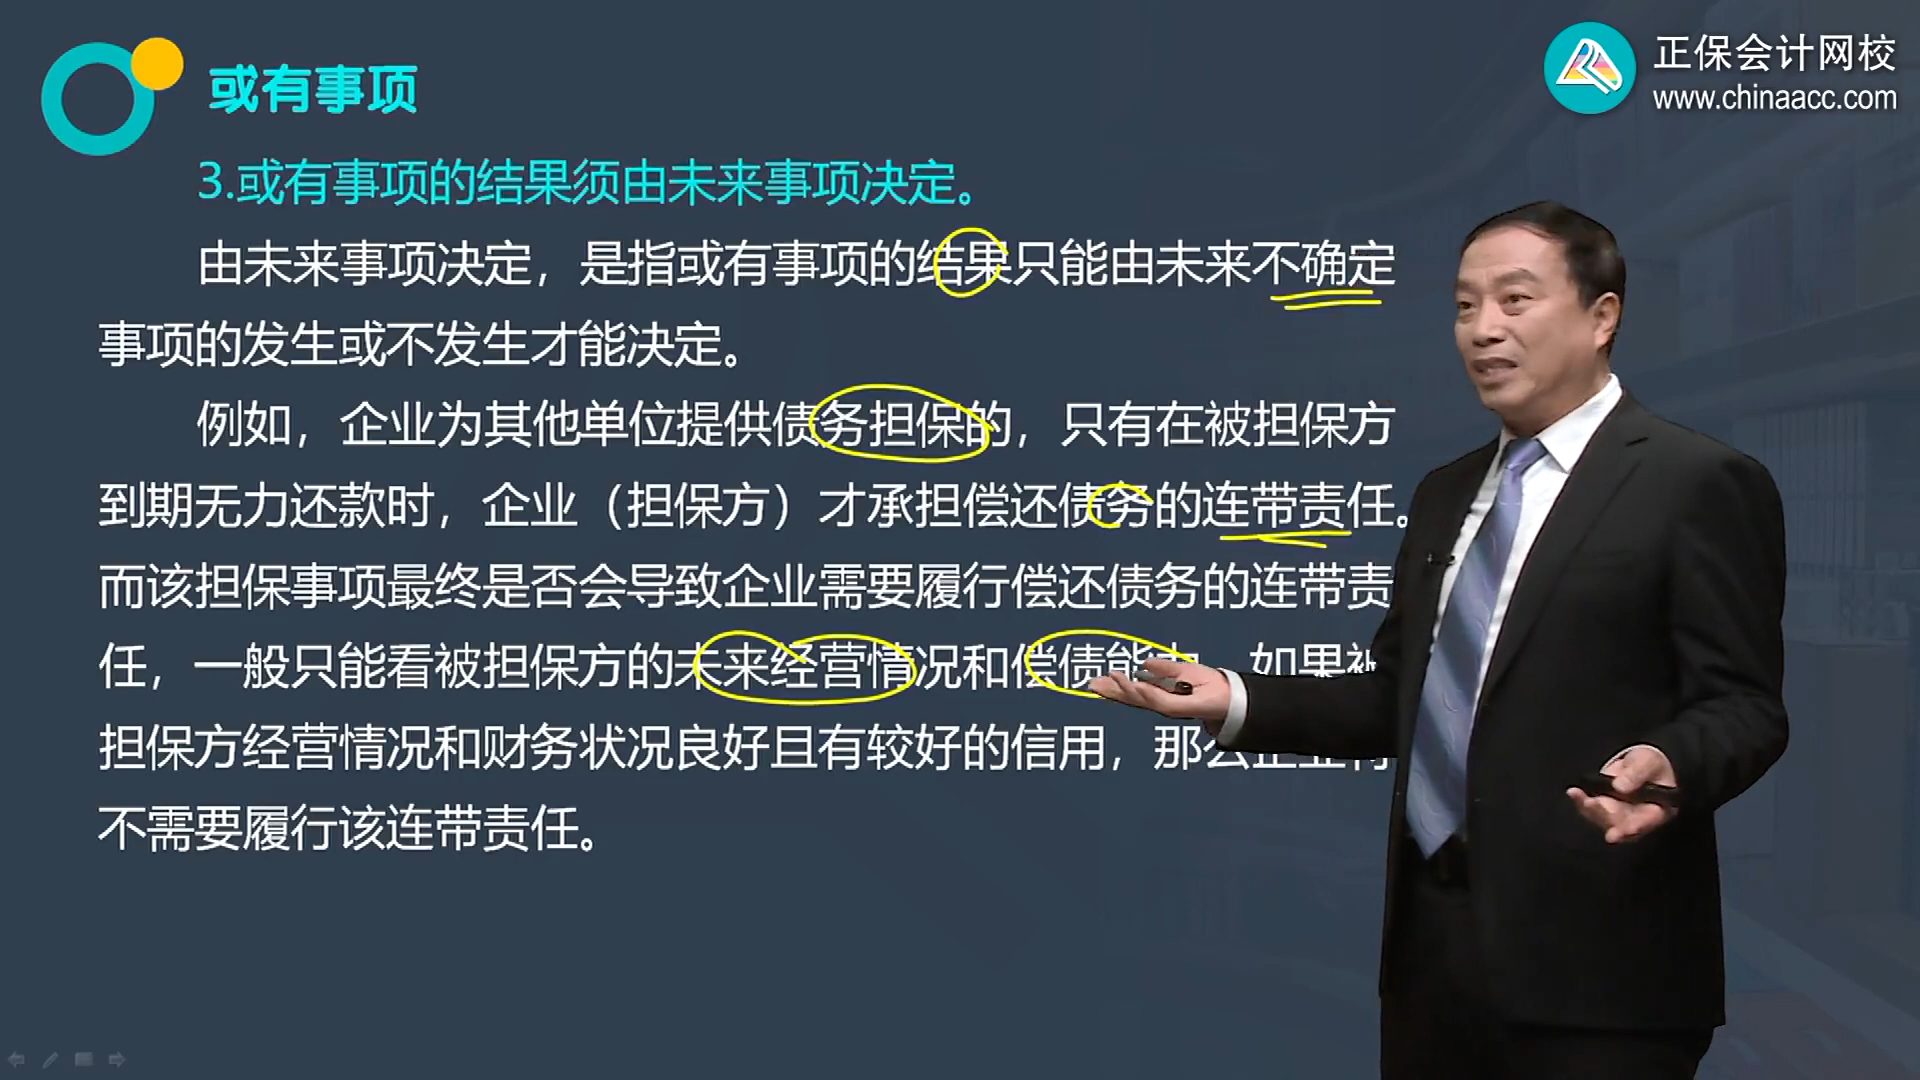 或有事项
正保会计网校
www.chinaacc.com
3.或有事项的结果须由未来事项决定。
由未来事项决定，是指或有事项的结果只能由未来不确定
事项的发生或不发生才能决定。
例如，企业为其他单位提供债务担保的，只有在被担保方
到期无力还款时，企业（担保方）才承担偿还债务的连带责任。
而该担保事项最终是否会导致企业需要履行偿还债务的连带责
任，一般只能看被担保方的未来经营情况和偿债能力 如果被
担保方经营情况和财务状况良好且有较好的信用，那么企业
不需要履行该连带责任。